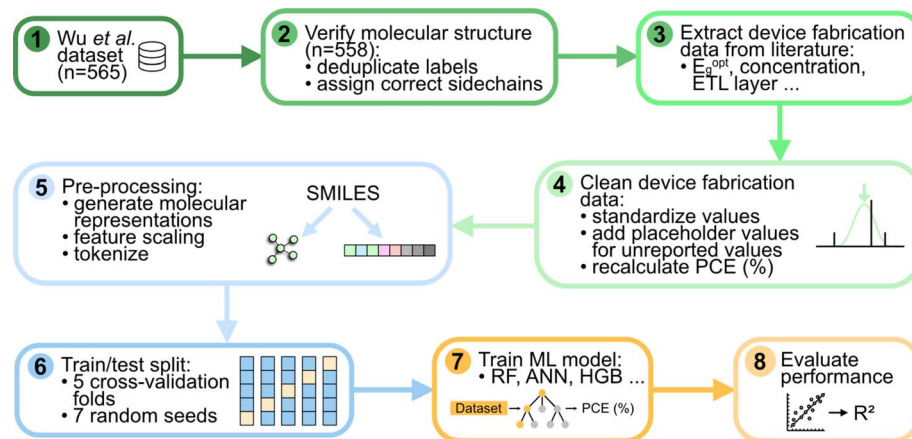 1 Wu et al.
dataset
(n=565)
2 Verify molecular structure
(n=558):
• deduplicate labels
• assign correct sidechains
3 Extract device fabrication
data from literature:
• Egopt, concentration,
ETL layer ...
4 Clean device fabrication
data:
• standardize values
• add placeholder values
for unreported values
• recalculate PCE (%)
5 Pre-processing:
• generate molecular
representations
• feature scaling
• tokenize
SMILES
6 Train/test split:
• 5 cross-validation
folds
• 7 random seeds
7 Train ML model:
• RF, ANN, HGB ...
Dataset
PCE (%)
8 Evaluate
performance
R²